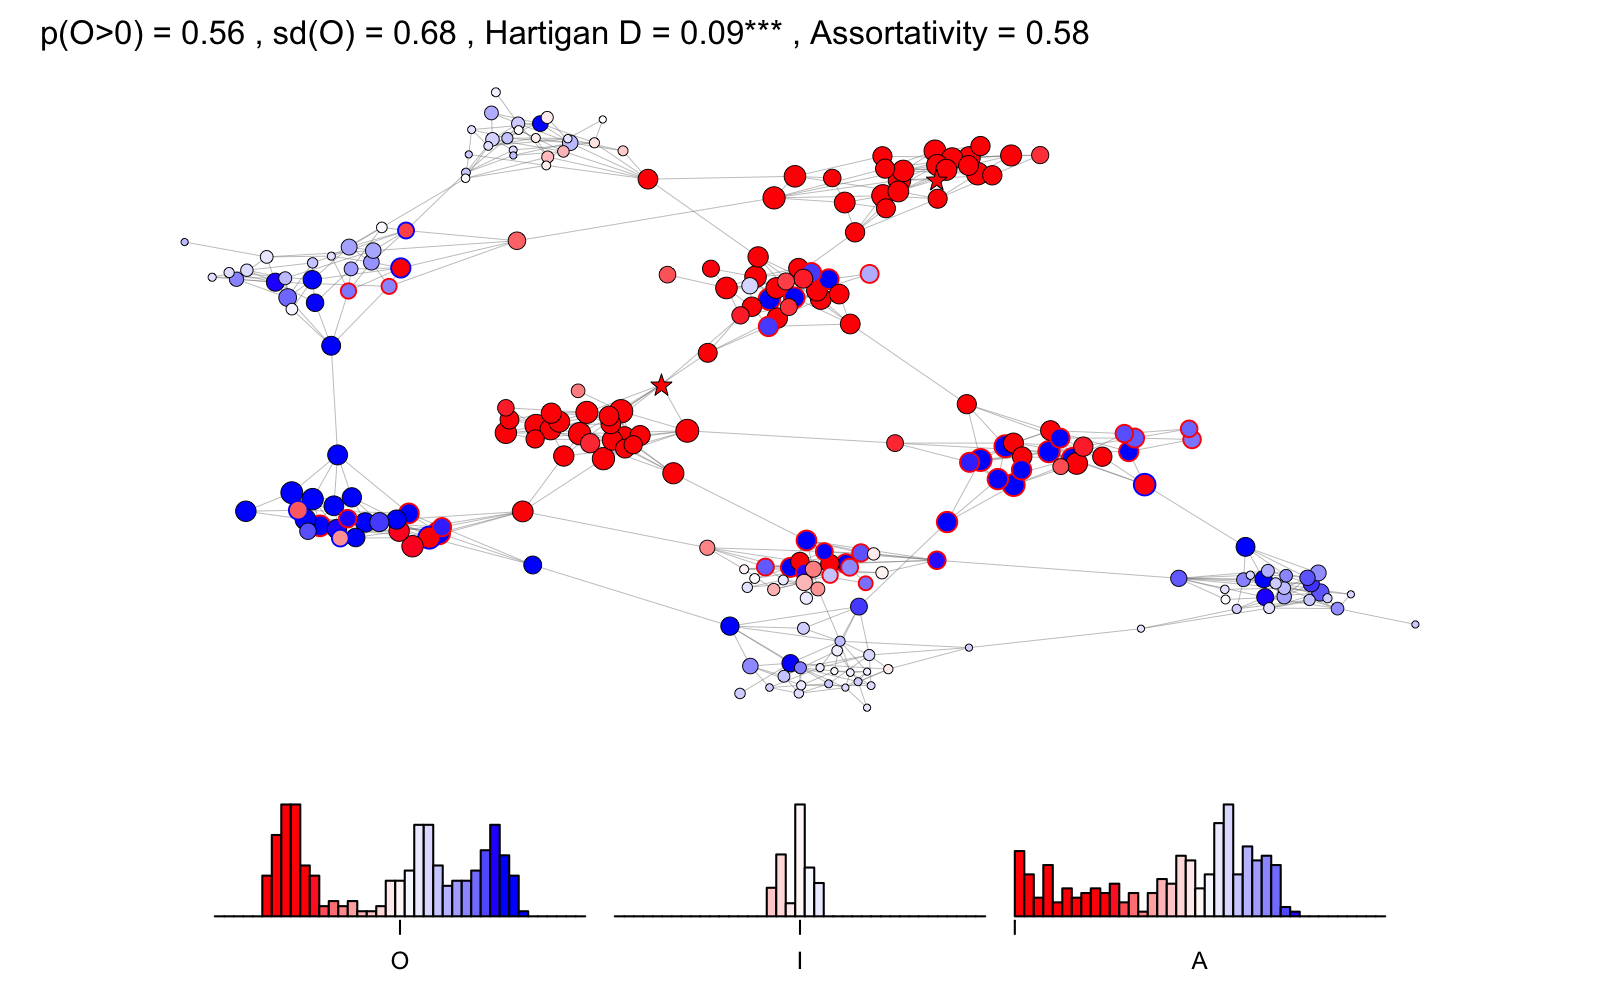 p(O>0) = 0.56 , sd(O) = 0.68 , Hartigan D = 0.09*** , Assortativity = 0.58
O I A